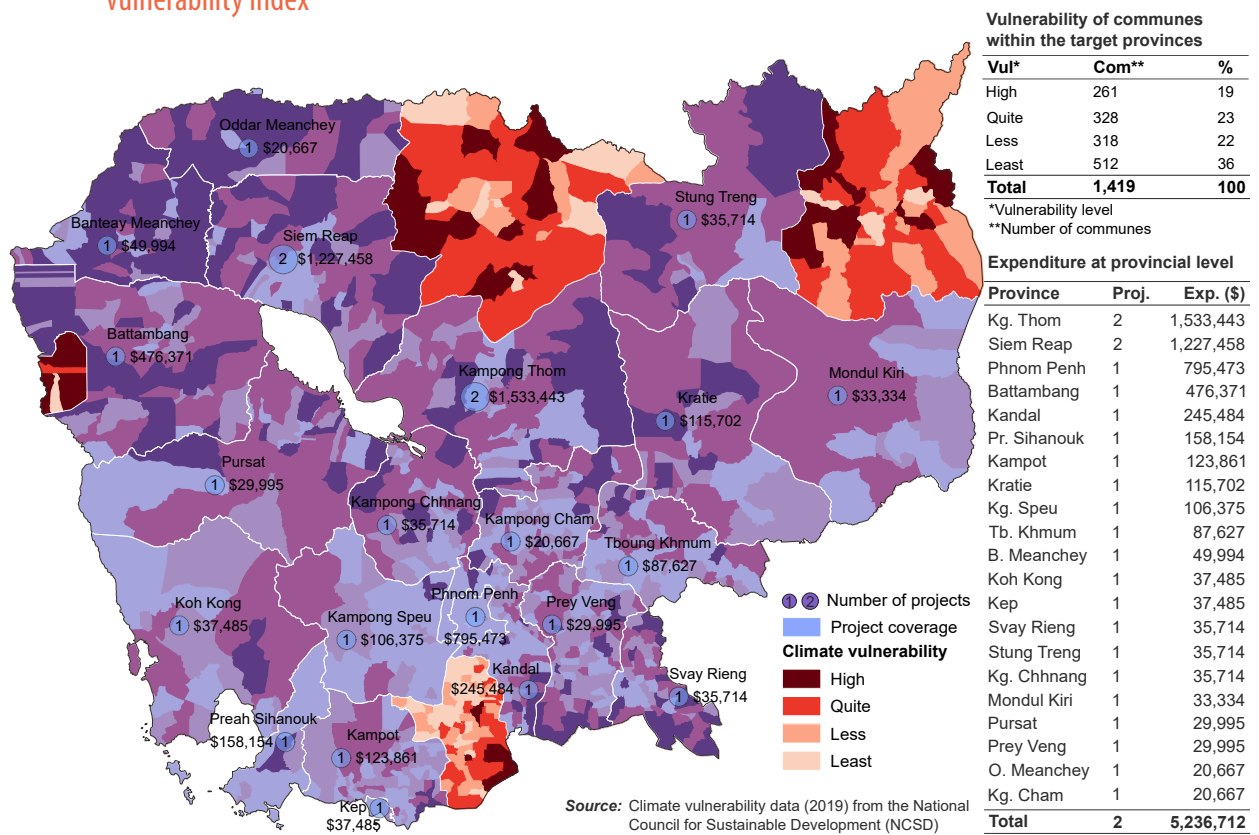 Vulnerability index
Oddar Meanchey
1 $20,667
Banteay Meanchey
1 $49,994
Siem Reap
2 $1,227,458
Stung Treng
1 $35,714
Battambang
1 $476,371
Kampong Thom
2 $1,533,443
Kratie
1 $115,702
Mondul Kiri
1 $33,334
Pursat
1 $29,995
Kampong Chhnang
1 $35,714
Kampong Cham
1 $20,667
Tboung Khmum
1 $87,627
Koh Kong
1 $37,485
Kampong Speu
1 $106,375
Phnom Penh
1
$795,473
Prey Veng
1 $29,995
Kandal
$245,484 1
Svay Rieng
1 $35,714
Preah Sihanouk
$158,154 1
Kampot
1 $123,861
Kep 1
$37,485
1 2 Number of projects
Project coverage
Climate vulnerability
High
Quite
Less
Least
Source: Climate vulnerability data (2019) from the National
Council for Sustainable Development (NCSD)
Vulnerability of communes
within the target provinces
Vul* Com** %
High 261 19
Quite 328 23
Less 318 22
Least 512 36
Total 1,419 100
*Vulnerability level
**Number of communes
Expenditure at provincial level
Province Proj. Exp. ($)
Kg. Thom 2 1,533,443
Siem Reap 2 1,227,458
Phnom Penh 1 795,473
Battambang 1 476,371
Kandal 1 245,484
Pr. Sihanouk 1 158,154
Kampot 1 123,861
Kratie 1 115,702
Kg. Speu 1 106,375
Tb. Khmum 1 87,627
B. Meanchey 1 49,994
Koh Kong 1 37,485
Kep 1 37,485
Svay Rieng 1 35,714
Stung Treng 1 35,714
Kg. Chhnang 1 35,714
Mondul Kiri 1 33,334
Pursat 1 29,995
Prey Veng 1 29,995
O. Meanchey 1 20,667
Kg. Cham 1 20,667
Total 2 5,236,712